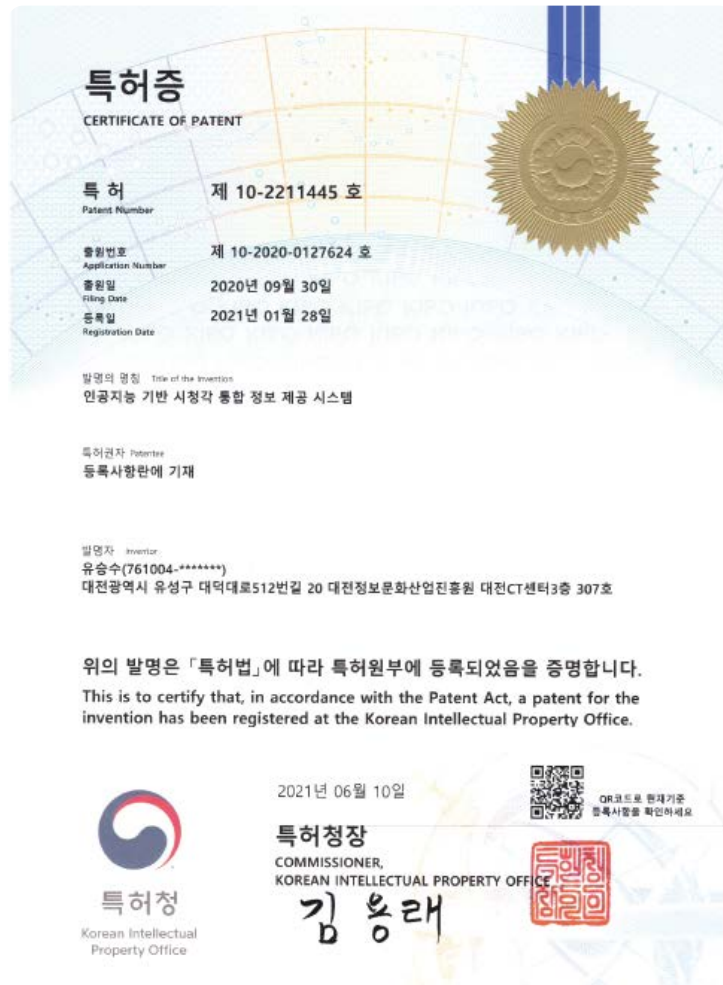 특허증
CERTIFICATE OF PATENT
특 허 제 10-2211445 호
Patent Number
출원번호 제 10-2020-0127624 호
Application Number
출원일 2020년 09월 30일
Filing Date
등록일 2021년 01월 28일
Registration Date
발명의 명칭 Title of the Invention
인공지능 기반 시청각 통합 정보 제공 시스템
특허권자 Patentee
등록사항란에 기재
발명자 Inventor
유승수(761004-*******)
대전광역시 유성구 대덕대로512번길 20 대전정보문화산업진흥원 대전CT센터3층 307호
위의 발명은 「특허법」에 따라 특허원부에 등록되었음을 증명합니다.
This is to certify that, in accordance with the Patent Act, a patent for the
invention has been registered at the Korean Intellectual Property Office.
2021년 06월 10일
QR코드로 현재기준
등록사항을 확인하세요
특허청장
COMMISSIONER,
KOREAN INTELLECTUAL PROPERTY OFFICE
김용래
특허청
Korean Intellectual
Property Office